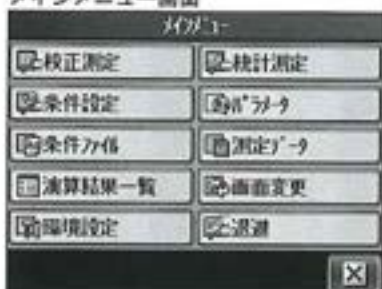 メインメニュー画面
メインメニュー
校正測定
統計測定
条件設定
パラメータ
条件ファイル
測定データ
演算結果一覧
画面変更
環境設定
退避